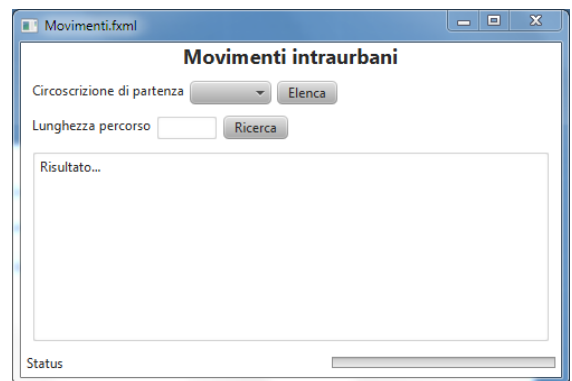 Movimenti.fxml
Movimenti intraurbani
Circoscrizione di partenza Elenca
Lunghezza percorso Ricerca
Risultato...
Status